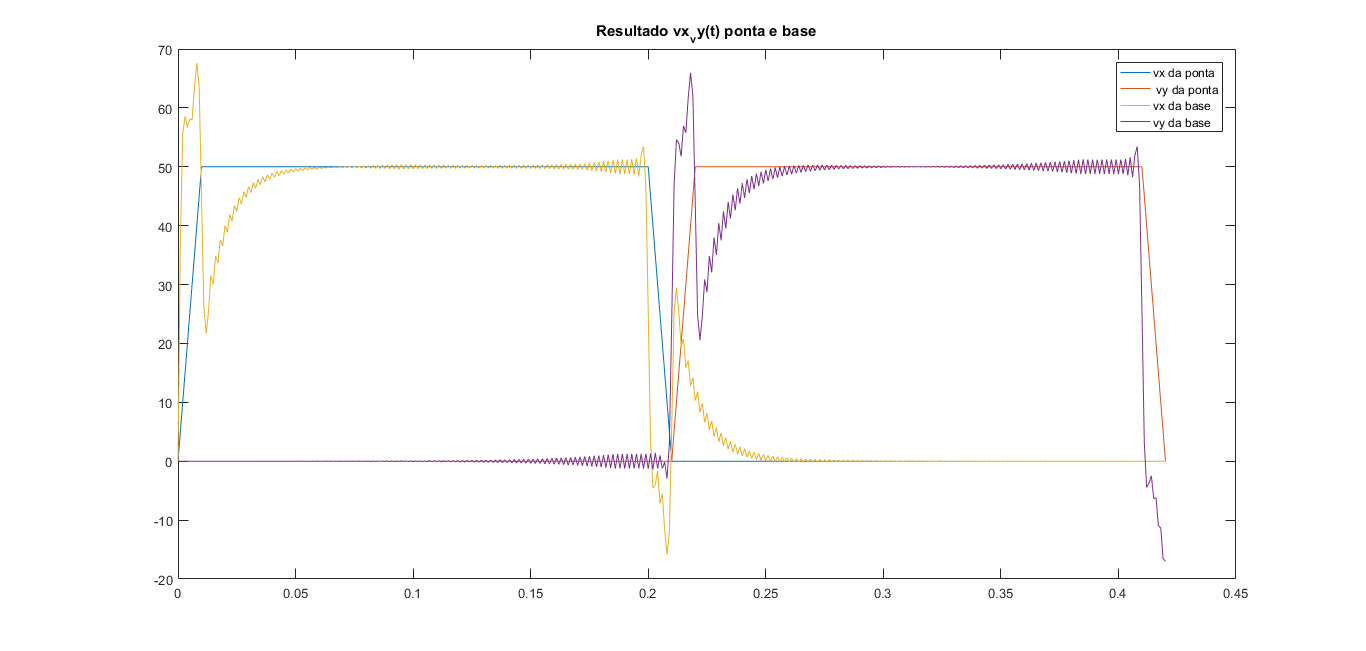 Resultado vx_vy(t) ponta e base
70
60
50
40
30
20
10
0
-10
-20
0 0.05 0.1 0.15 0.2 0.25 0.3 0.35 0.4 0.45
vx da ponta
vy da ponta
vx da base
vy da base